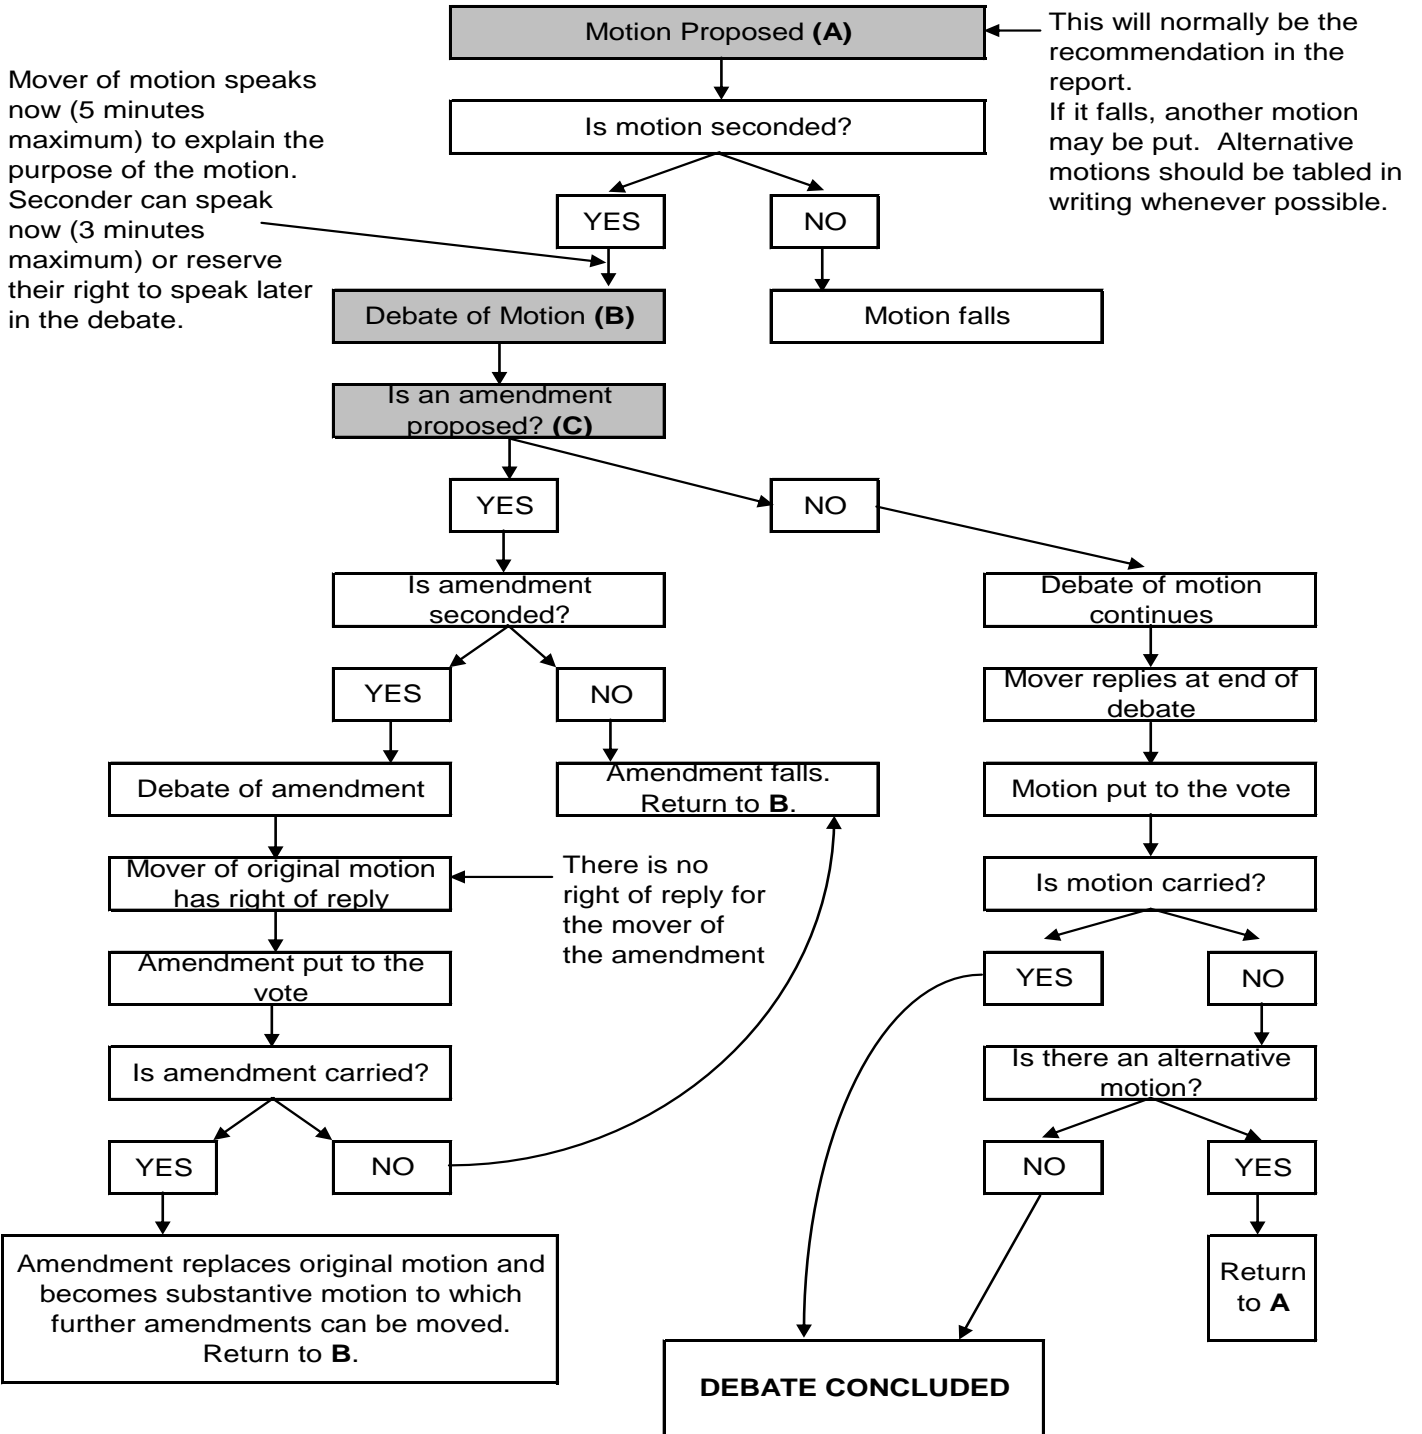 Motion Proposed (A)
This will normally be the
recommendation in the
report.
If it falls, another motion
may be put. Alternative
motions should be tabled in
writing whenever possible.
Mover of motion speaks
now (5 minutes
maximum) to explain the
purpose of the motion.
Seconder can speak
now (3 minutes
maximum) or reserve
their right to speak later
in the debate.
Is motion seconded?
YES
NO
Debate of Motion (B)
Motion falls
Is an amendment
proposed? (C)
YES
NO
Is amendment
seconded?
Debate of motion
continues
YES
NO
Mover replies at end of
debate
Debate of amendment
Amendment falls.
Return to B.
Motion put to the vote
Mover of original motion
has right of reply
There is no
right of reply for
the mover of
the amendment
Is motion carried?
Amendment put to the
vote
YES
NO
Is amendment carried?
Is there an alternative
motion?
YES
NO
NO
YES
Amendment replaces original motion and
becomes substantive motion to which
further amendments can be moved.
Return to B.
Return
to A
DEBATE CONCLUDED